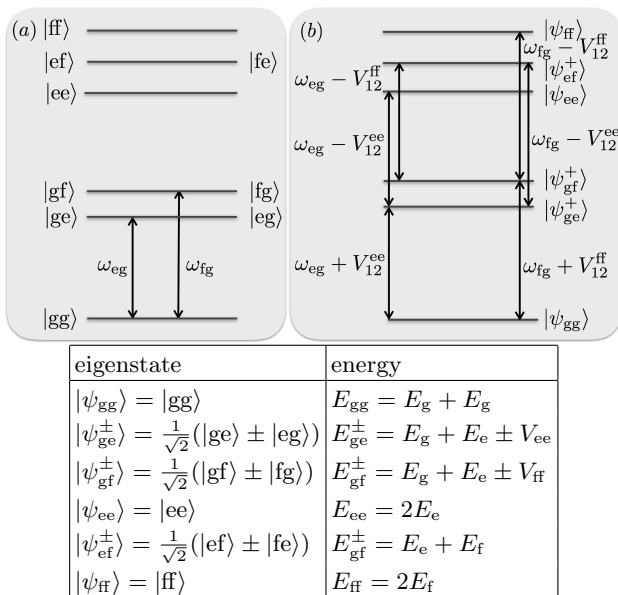 (a) |ff⟩
|ef⟩ |fe⟩
|ee⟩
|gf⟩ |fg⟩
|ge⟩ |eg⟩
ω_eg ω_fg
|gg⟩
(b) |ψ_ff⟩
ω_fg − V_12^ff
|ψ_ef^+⟩
ω_eg − V_12^ff
|ψ_ee⟩
ω_eg − V_12^ee ω_fg − V_12^ee
|ψ_gf^+⟩
|ψ_ge^+⟩
ω_eg + V_12^ee ω_fg + V_12^ff
|ψ_gg⟩
eigenstate energy
|ψ_gg⟩ = |gg⟩ E_gg = E_g + E_g
|ψ_ge^±⟩ = 1/√2(|ge⟩ ± |eg⟩) E_ge^± = E_g + E_e ± V_ee
|ψ_gf^±⟩ = 1/√2(|gf⟩ ± |fg⟩) E_gf^± = E_g + E_e ± V_ff
|ψ_ee⟩ = |ee⟩ E_ee = 2E_e
|ψ_ef^±⟩ = 1/√2(|ef⟩ ± |fe⟩) E_gf^± = E_e + E_f
|ψ_ff⟩ = |ff⟩ E_ff = 2E_f